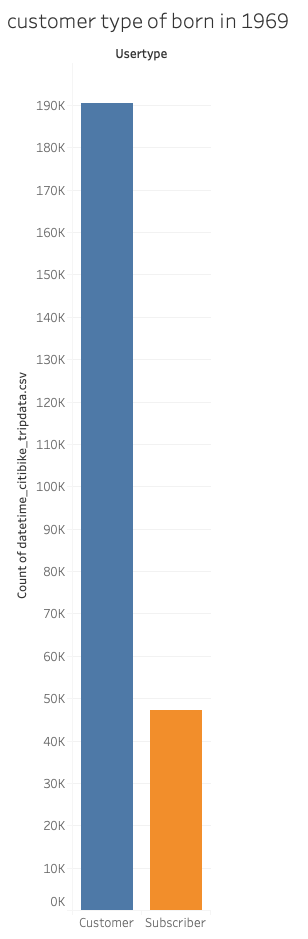 customer type of born in 1969
Usertype
190K
180K
170K
160K
150K
140K
130K
120K
110K
100K
90K
80K
70K
60K
50K
40K
30K
20K
10K
0K
Count of datetime_citibike_tripdata.csv
Customer Subscriber